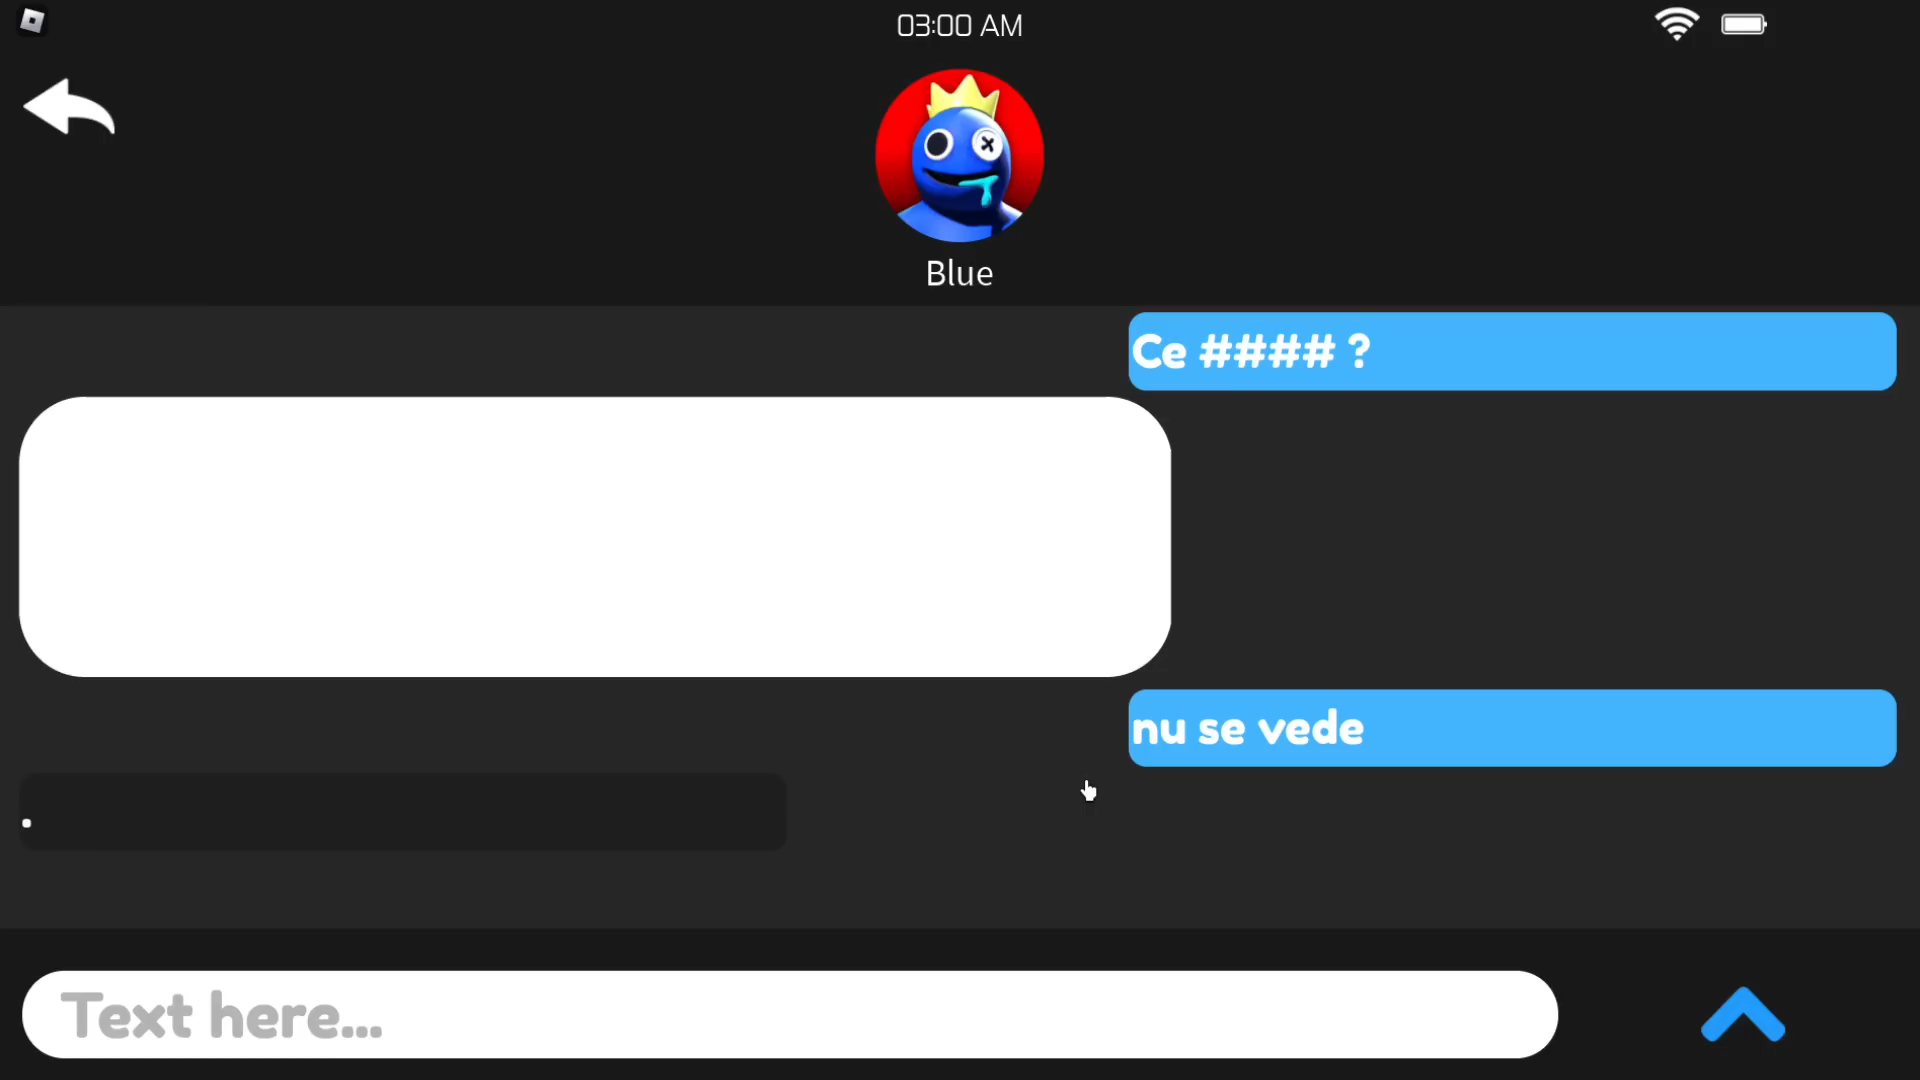 03:00 AM
Blue
Ce #### ?
nu se vede
.
Text here...